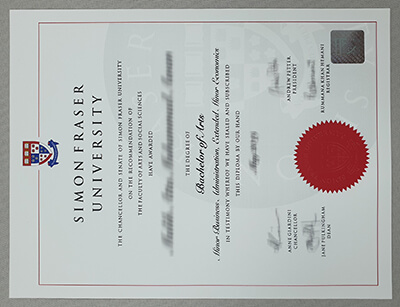 SIMON FRASER
UNIVERSITY
THE CHANCELLOR AND SENATE OF SIMON FRASER UNIVERSITY
ON THE RECOMMENDATION OF
THE FACULTY OF ARTS AND SOCIAL SCIENCES
HAVE AWARDED
THE DEGREE OF
Bachelor of Arts
Minor Business Administration, Extended Minor Economics
IN TESTIMONY WHEREOF WE HAVE SEALED AND SUBSCRIBED
THIS DIPLOMA BY OUR HAND
ANNE GIARDINI
CHANCELLOR
ANDREW PETTER
PRESIDENT
JANE PULKINGHAM
DEAN
RUMMANA KHAN HEMANI
REGISTRAR